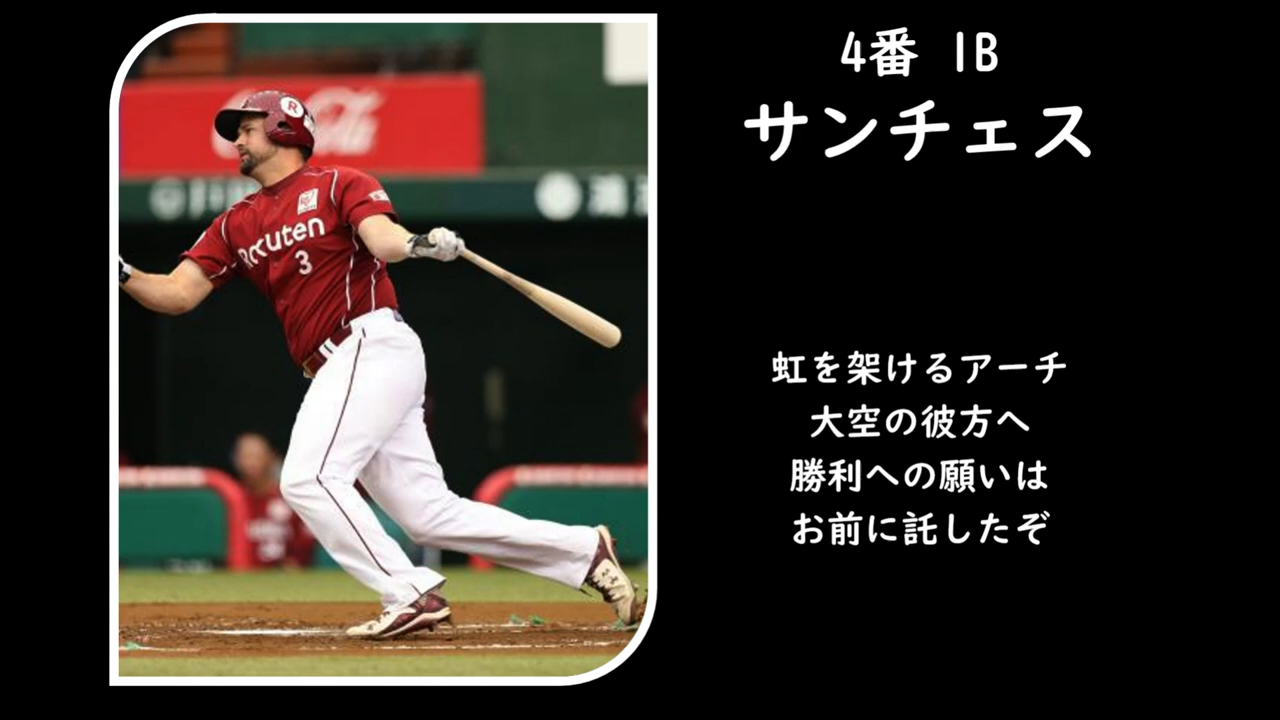 4番 1B
サンチェス
虹を架けるアーチ
大空の彼方へ
勝利への願いは
お前に託したぞ
R
Rakuten
3